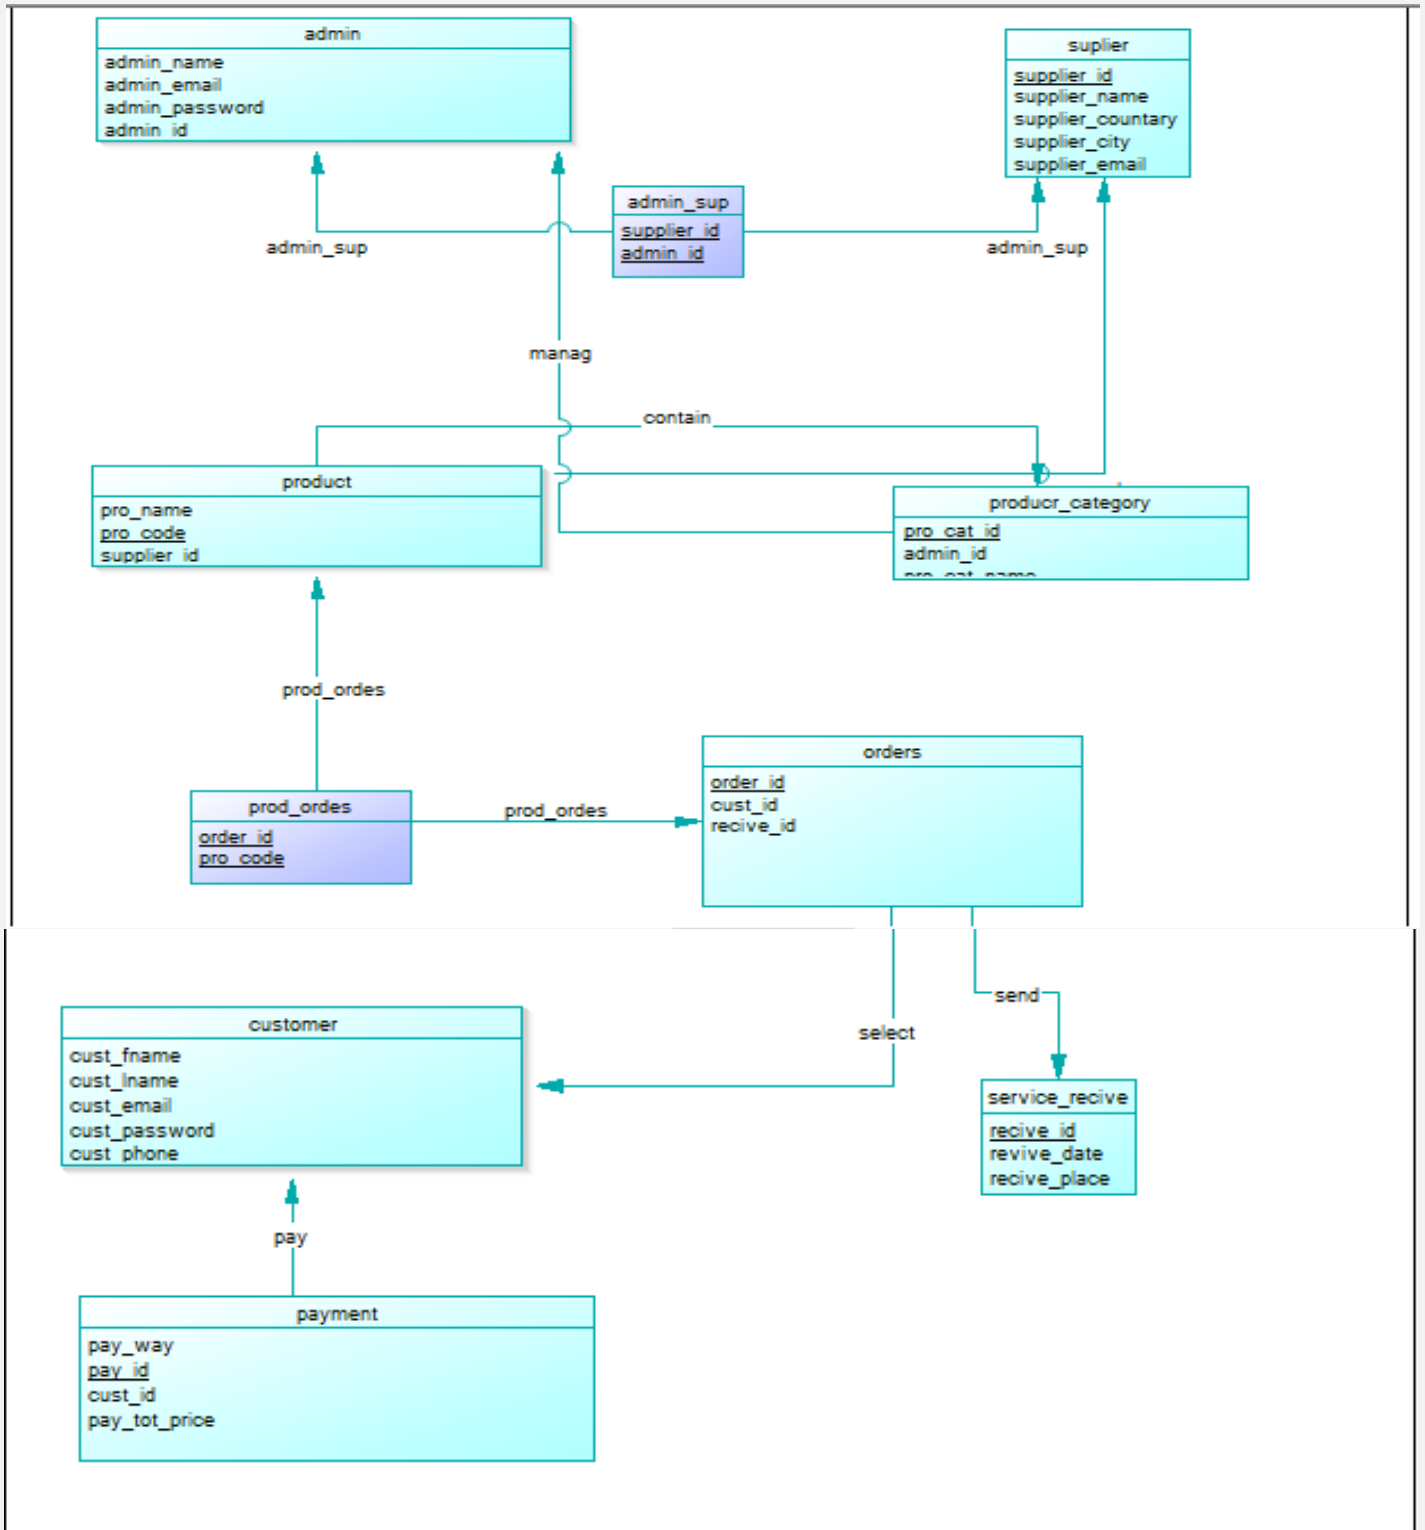 admin
admin_name
admin_email
admin_password
admin_id
suplier
supplier_id
supplier_name
supplier_countary
supplier_city
supplier_email
admin_sup
supplier_id
admin_id
admin_sup
admin_sup
manag
contain
product
pro_name
pro_code
supplier_id
producr_category
pro_cat_id
admin_id
pro_cat_name
prod_ordes
orders
order_id
cust_id
recive_id
prod_ordes
order_id
pro_code
prod_ordes
send
select
customer
cust_fname
cust_lname
cust_email
cust_password
cust_phone
service_recive
recive_id
revive_date
recive_place
pay
payment
pay_way
pay_id
cust_id
pay_tot_price